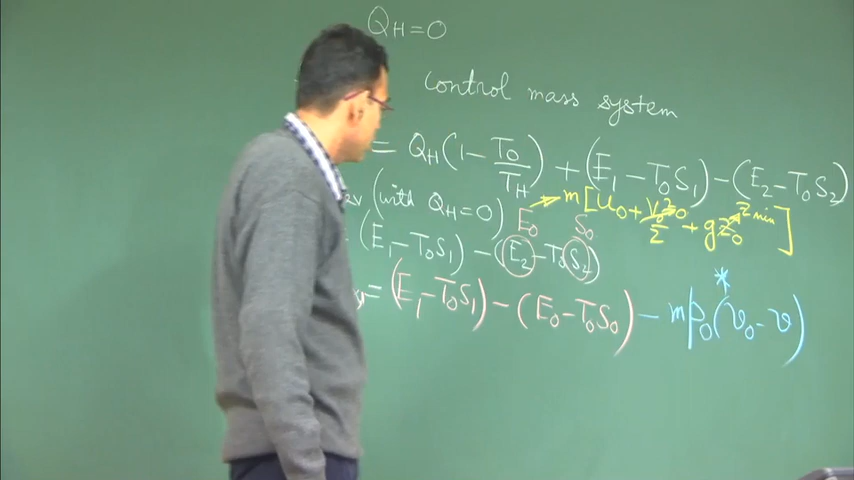 Q_H=0
control mass system
= Q_H(1 - T_0/T_H) + (E_1 - T_0S_1) - (E_2 - T_0S_2)
(with Q_H=0)
m[u_0 + V_0²/2 0 + gZ_0 Z min]
E_0 S_0
(E_1 - T_0S_1) - (E_2 - T_0S_2)
= (E_1 - T_0S_1) - (E_0 - T_0S_0) - mp_0(v_0 - v)
*